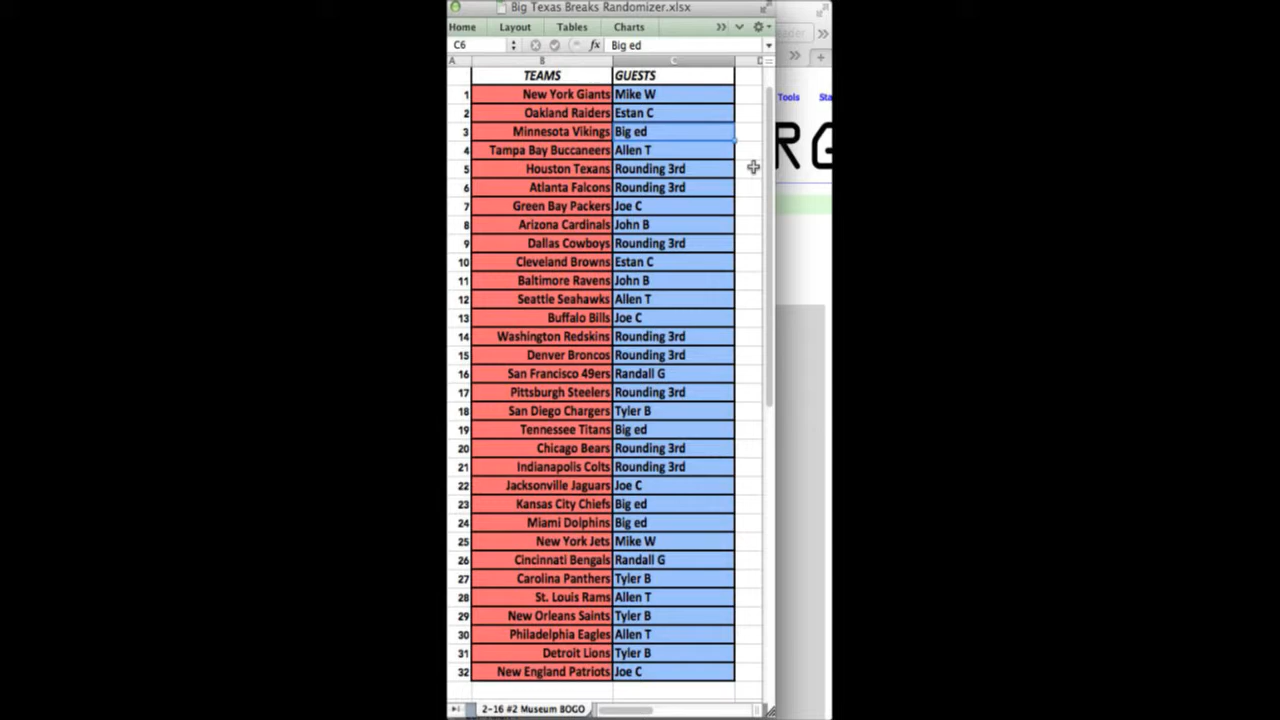 Big Texas Breaks Randomizer.xlsx
Home Layout Tables Charts »
C6 fx Big ed
A B C D
TEAMS GUESTS
1 New York Giants Mike W
2 Oakland Raiders Estan C
3 Minnesota Vikings Big ed
4 Tampa Bay Buccaneers Allen T
5 Houston Texans Rounding 3rd
6 Atlanta Falcons Rounding 3rd
7 Green Bay Packers Joe C
8 Arizona Cardinals John B
9 Dallas Cowboys Rounding 3rd
10 Cleveland Browns Estan C
11 Baltimore Ravens John B
12 Seattle Seahawks Allen T
13 Buffalo Bills Joe C
14 Washington Redskins Rounding 3rd
15 Denver Broncos Rounding 3rd
16 San Francisco 49ers Randall G
17 Pittsburgh Steelers Rounding 3rd
18 San Diego Chargers Tyler B
19 Tennessee Titans Big ed
20 Chicago Bears Rounding 3rd
21 Indianapolis Colts Rounding 3rd
22 Jacksonville Jaguars Joe C
23 Kansas City Chiefs Big ed
24 Miami Dolphins Big ed
25 New York Jets Mike W
26 Cincinnati Bengals Randall G
27 Carolina Panthers Tyler B
28 St. Louis Rams Allen T
29 New Orleans Saints Tyler B
30 Philadelphia Eagles Allen T
31 Detroit Lions Tyler B
32 New England Patriots Joe C
2-16 #2 Museum BOGO
Tools Sta
RG